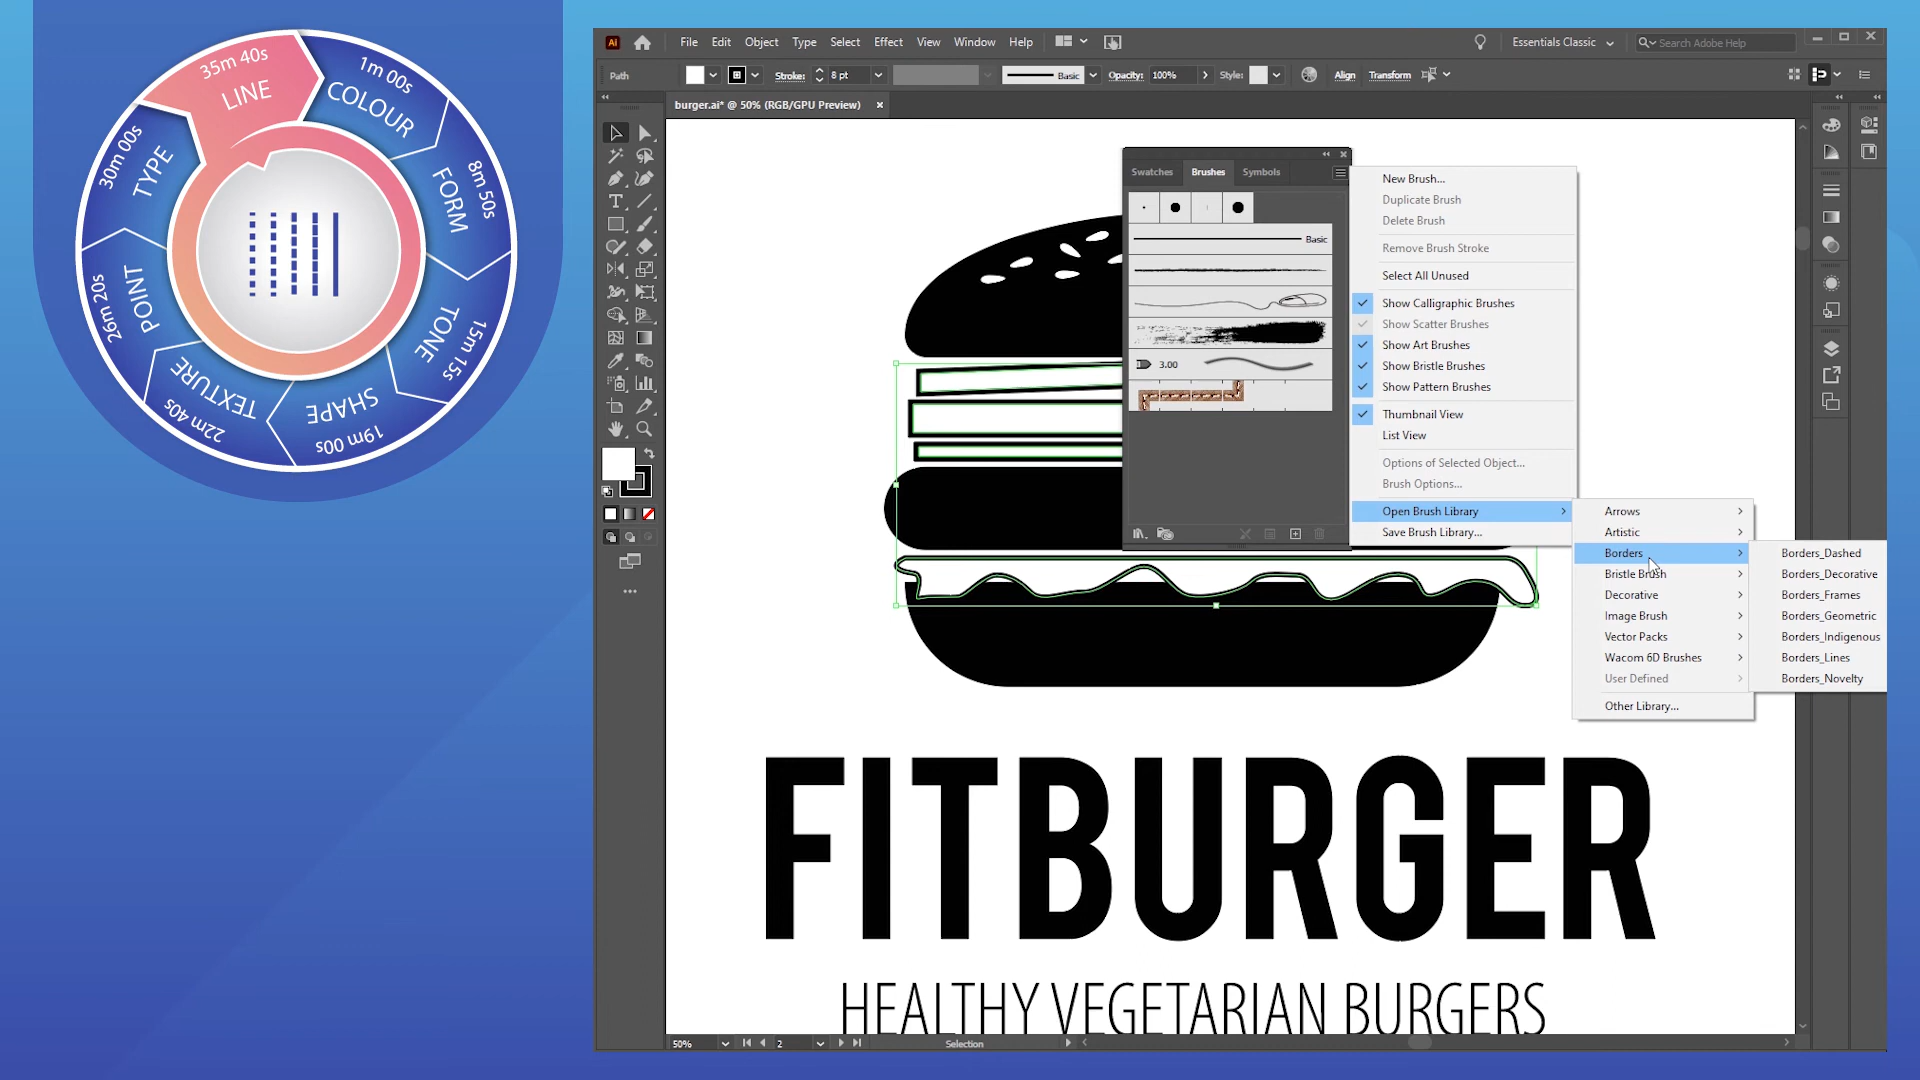 35m 40s
LINE
1m 00s
COLOUR
8m 50s
FORM
15m 15s
TONE
19m 00s
SHAPE
22m 40s
TEXTURE
26m 20s
POINT
30m 00s
TYPE
Ai File Edit Object Type Select Effect View Window Help Essentials Classic Search Adobe Help
Path Stroke: 8 pt Basic Opacity: 100% Style: Align Transform
burger.ai* @ 50% (RGB/GPU Preview)
Swatches Brushes Symbols
Basic
3.00
New Brush...
Duplicate Brush
Delete Brush
Remove Brush Stroke
Select All Unused
Show Calligraphic Brushes
Show Scatter Brushes
Show Art Brushes
Show Bristle Brushes
Show Pattern Brushes
Thumbnail View
List View
Options of Selected Object...
Brush Options...
Open Brush Library
Save Brush Library...
Arrows
Artistic
Borders
Bristle Brush
Decorative
Image Brush
Vector Packs
Wacom 6D Brushes
User Defined
Other Library...
Borders_Dashed
Borders_Decorative
Borders_Frames
Borders_Geometric
Borders_Indigenous
Borders_Lines
Borders_Novelty
FITBURGER
HEALTHY VEGETARIAN BURGERS
50% 2 Selection